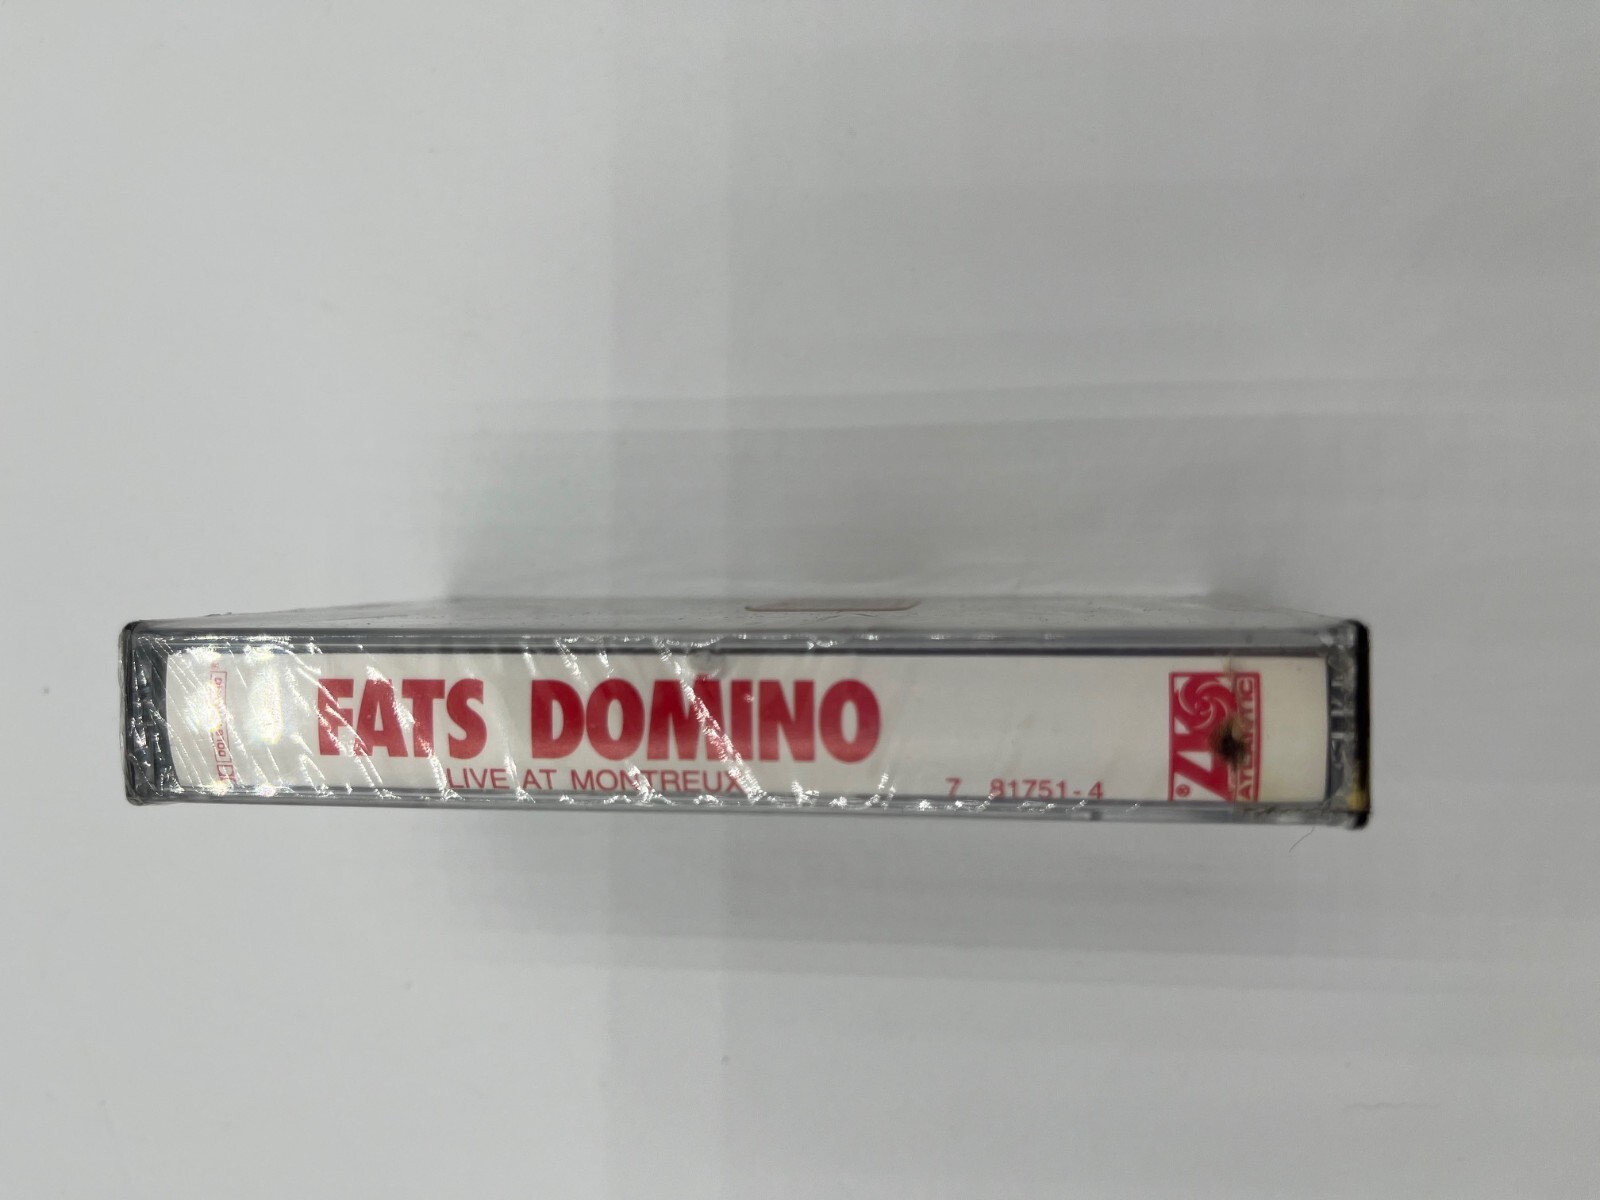 FATS DOMINO
LIVE AT MONTREUX
7 81751-4
ATLANTIC
®